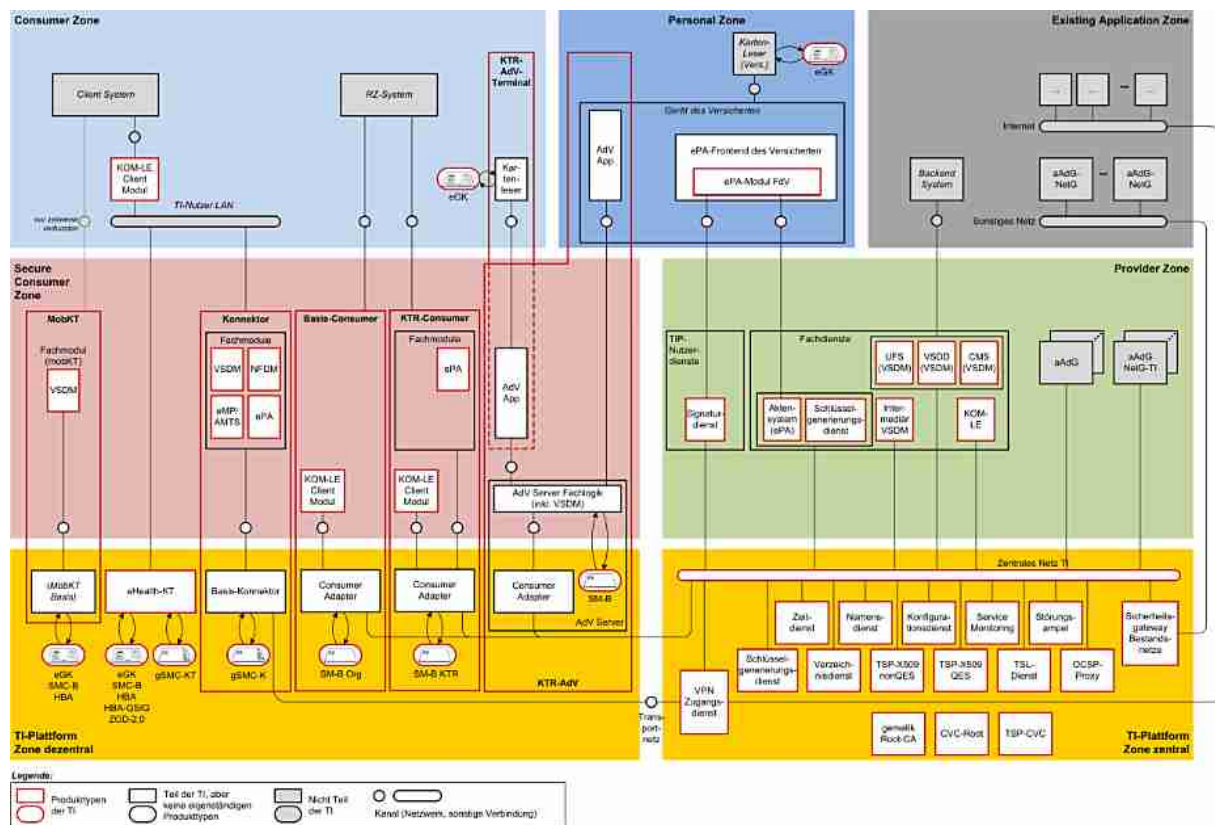 Consumer Zone
Client System
RZ-System
KTR-
AdV-
Terminal
KOM-LE
Client
Modul
eGK
Kar-
ten-
leser
TI-Nutzer LAN
Personal Zone
Karten-
Leser
(Vers.)
eGK
Gerät des Versicherten
AdV
App
ePA-Frontend des Versicherten
ePA-Modul FdV
Existing Application Zone
...
...
...
Internet
Backend
System
aAdG-
NetG
aAdG-
NetG
Sonstiges Netz
Secure
Consumer
Zone
MobKT
Fachmodul
(mobKT)
VSDM
Konnektor
Fachmodule
VSDM
NFDM
eMP/
AMTS
ePA
Basis-Consumer
KOM-LE
Client
Modul
KTR-Consumer
Fachmodule
ePA
KOM-LE
Client
Modul
AdV
App
AdV Server Fachlogik
(inkl. VSDM)
Provider Zone
TIP-
Nutzer-
dienste
Signatur-
dienst
Fachdienste
UFS
(VSDM)
VSDD
(VSDM)
CMS
(VSDM)
Akten-
system
(ePA)
Schlüssel-
generierungs-
dienst
Inter-
mediär
VSDM
KOM-
LE
aAdG
aAdG
NetG-TI
(MobKT
Basis)
eHealth-KT
Basis-Konnektor
Consumer
Adapter
Consumer
Adapter
Consumer
Adapter
SM-B
AdV Server
eGK
SMC-B
HBA
eGK
SMC-B
HBA
HBA-qSIG
ZOD-2.0
gSMC-KT
gSMC-K
SM-B Org
SM-B KTR
KTR-AdV
TI-Plattform
Zone dezentral
Trans-
port-
netz
Zentrales Netz TI
Zeit-
dienst
Namens-
dienst
Konfigura-
tionsdienst
Service
Monitoring
Störungs-
ampel
Sicherheits-
gateway
Bestands-
netze
Schlüssel-
generierungs-
dienst
Verzeich-
nisdienst
TSP-X509
nonQES
TSP-X509
QES
TSL-
Dienst
OCSP-
Proxy
VPN
Zugangs-
dienst
gematik
Root-CA
CVC-Root
TSP-CVC
TI-Plattform
Zone zentral
Legende:
Produkttypen
der TI
Teil der TI, aber
keine eigenständigen
Produkttypen
Nicht Teil
der TI
Kanal (Netzwerk, sonstige Verbindung)